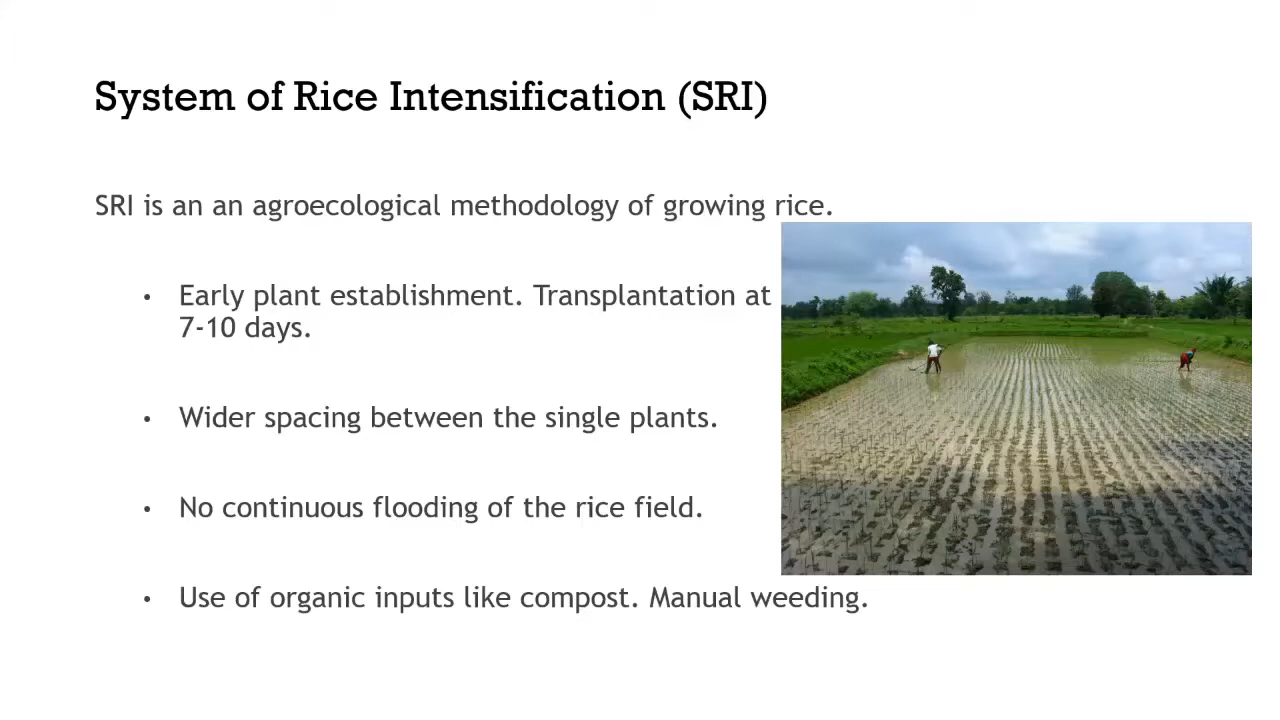 System of Rice Intensification (SRI)
SRI is an an agroecological methodology of growing rice.
• Early plant establishment. Transplantation at
7-10 days.
• Wider spacing between the single plants.
• No continuous flooding of the rice field.
• Use of organic inputs like compost. Manual weeding.